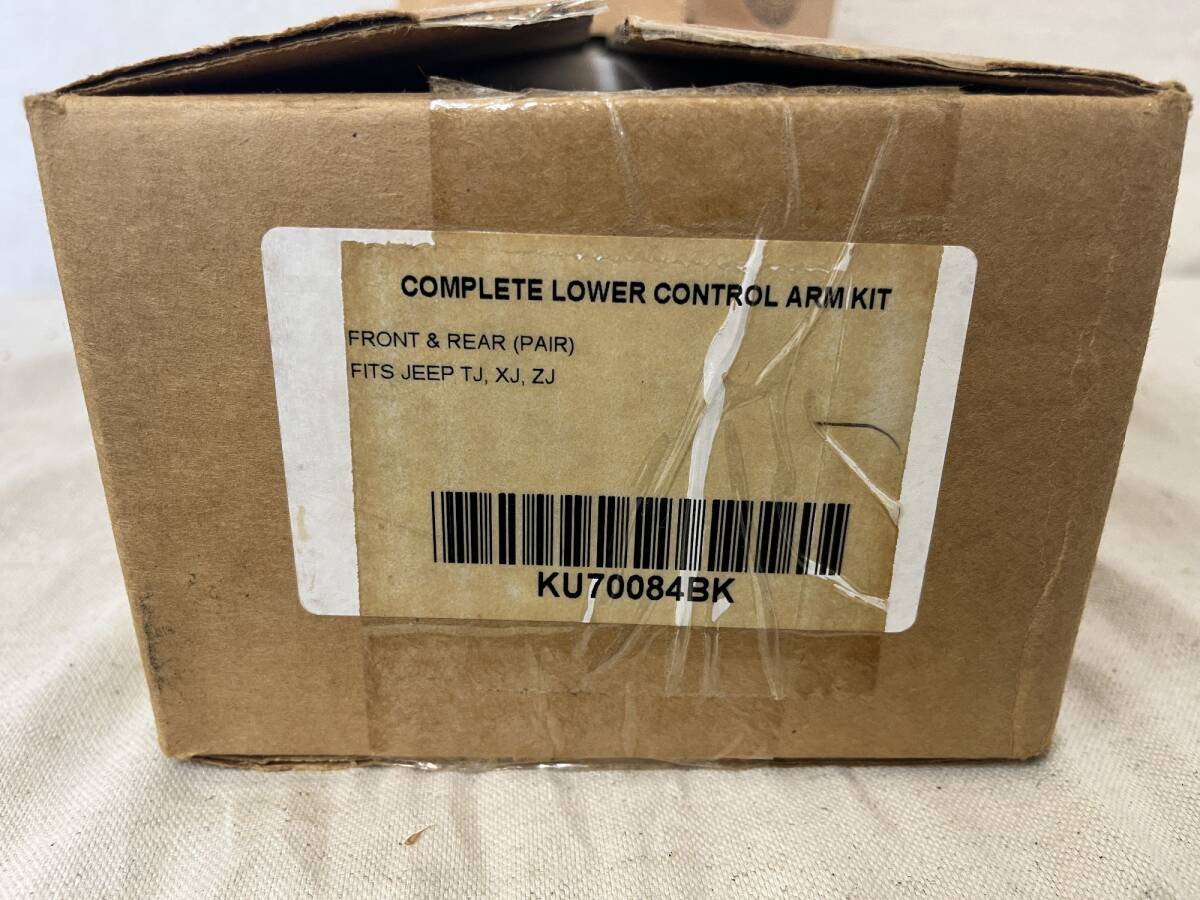 COMPLETE LOWER CONTROL ARM KIT
FRONT & REAR (PAIR)
FITS JEEP TJ, XJ, ZJ
KU70084BK